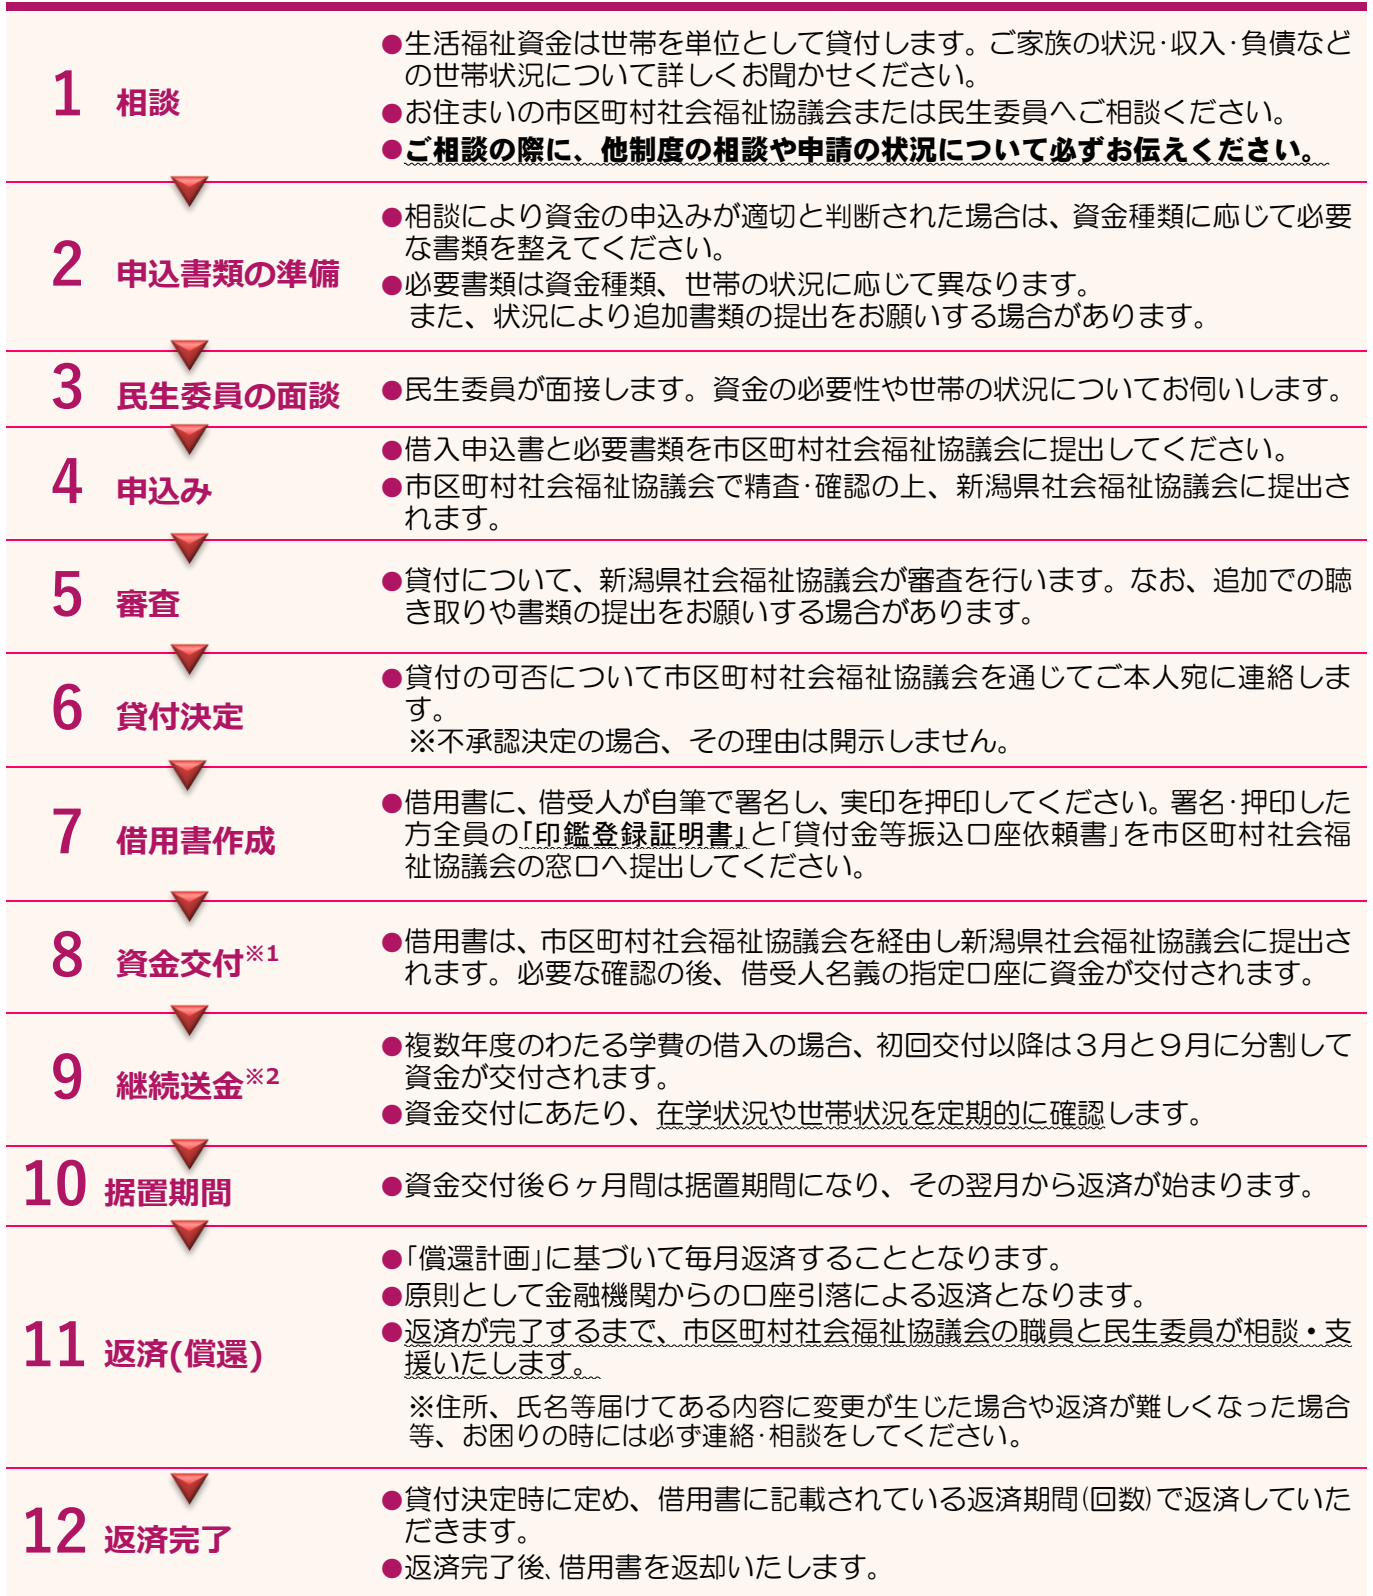 1 相談
●生活福祉資金は世帯を単位として貸付します。ご家族の状況･収入･負債など
の世帯状況について詳しくお聞かせください。
●お住まいの市区町村社会福祉協議会または民生委員へご相談ください。
●ご相談の際に、他制度の相談や申請の状況について必ずお伝えください。
2 申込書類の準備
●相談により資金の申込みが適切と判断された場合は、資金種類に応じて必要
な書類を整えてください。
●必要書類は資金種類、世帯の状況に応じて異なります。
また、状況により追加書類の提出をお願いする場合があります。
3 民生委員の面談
●民生委員が面接します。資金の必要性や世帯の状況についてお伺いします。
4 申込み
●借入申込書と必要書類を市区町村社会福祉協議会に提出してください。
●市区町村社会福祉協議会で精査･確認の上、新潟県社会福祉協議会に提出さ
れます。
5 審査
●貸付について、新潟県社会福祉協議会が審査を行います。なお、追加での聴
き取りや書類の提出をお願いする場合があります。
6 貸付決定
●貸付の可否について市区町村社会福祉協議会を通じてご本人宛に連絡しま
す。
※不承認決定の場合、その理由は開示しません。
7 借用書作成
●借用書に、借受人が自筆で署名し、実印を押印してください。署名･押印した
方全員の｢印鑑登録証明書｣と｢貸付金等振込口座依頼書｣を市区町村社会福
祉協議会の窓口へ提出してください。
8 資金交付※1
●借用書は、市区町村社会福祉協議会を経由し新潟県社会福祉協議会に提出さ
れます。必要な確認の後、借受人名義の指定口座に資金が交付されます。
9 継続送金※2
●複数年度のわたる学費の借入の場合、初回交付以降は３月と９月に分割して
資金が交付されます。
●資金交付にあたり、在学状況や世帯状況を定期的に確認します。
10 据置期間
●資金交付後６ヶ月間は据置期間になり、その翌月から返済が始まります。
11 返済(償還)
●｢償還計画｣に基づいて毎月返済することとなります。
●原則として金融機関からの口座引落による返済となります。
●返済が完了するまで、市区町村社会福祉協議会の職員と民生委員が相談・支
援いたします。
※住所、氏名等届けてある内容に変更が生じた場合や返済が難しくなった場合
等、お困りの時には必ず連絡･相談をしてください。
12 返済完了
●貸付決定時に定め、借用書に記載されている返済期間(回数)で返済していた
だきます。
●返済完了後､借用書を返却いたします。